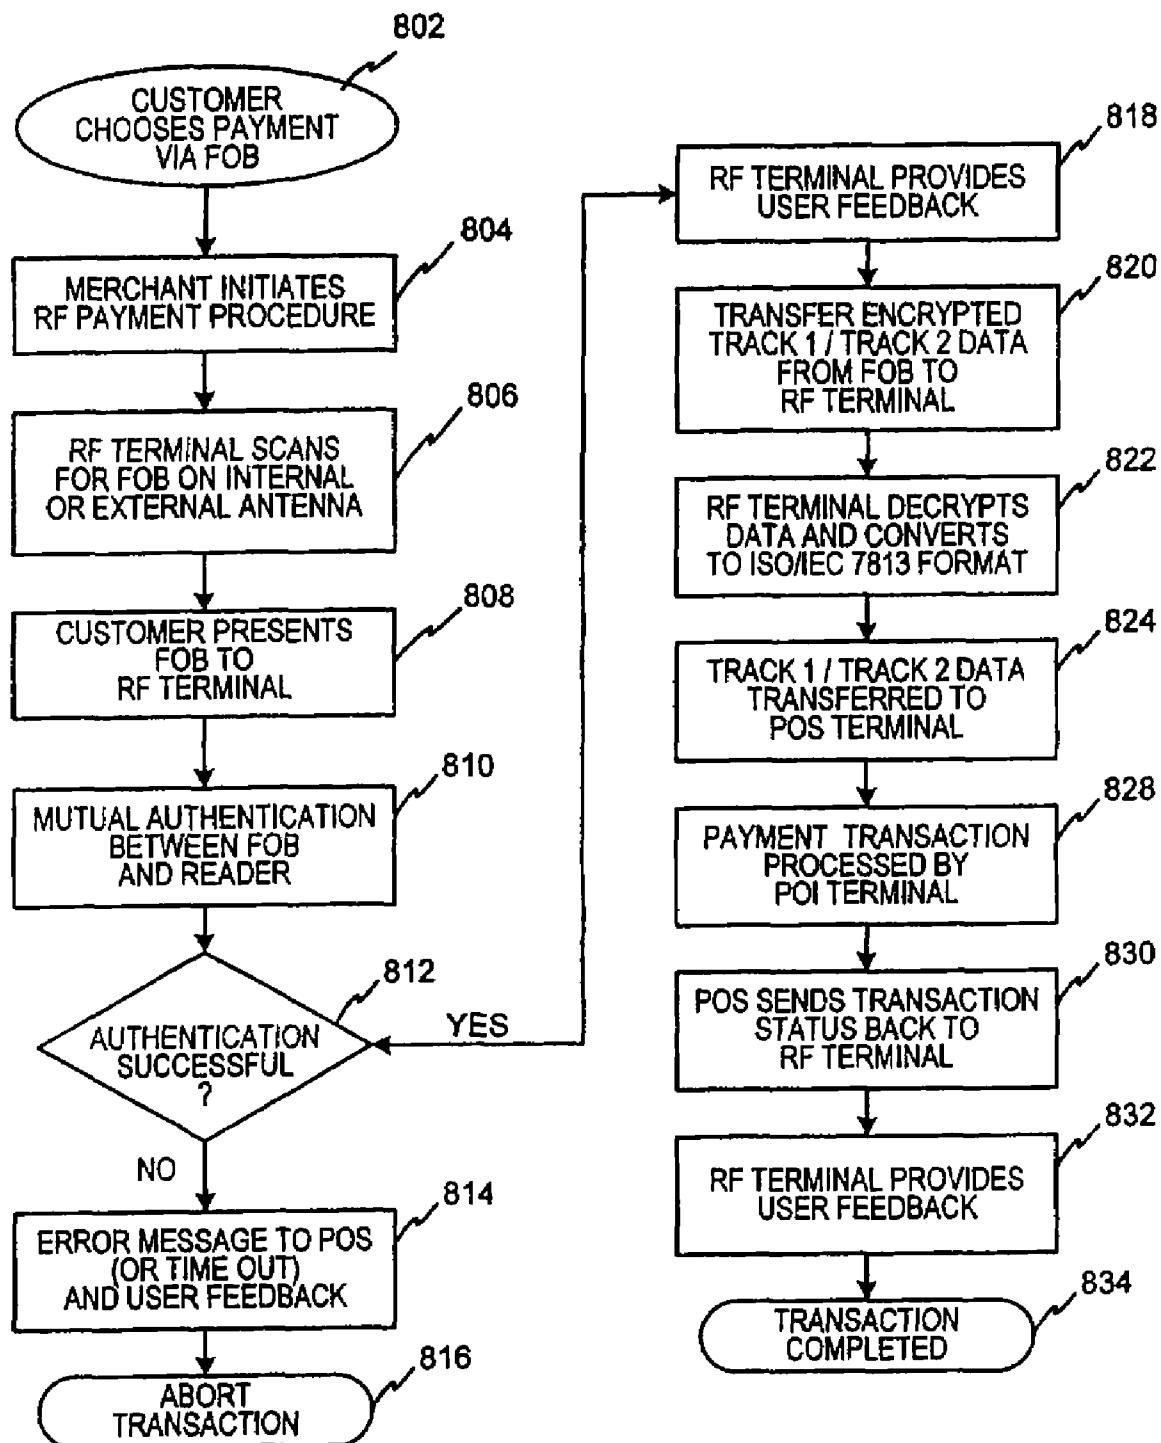 802
CUSTOMER
CHOOSES PAYMENT
VIA FOB
804
MERCHANT INITIATES
RF PAYMENT PROCEDURE
806
RF TERMINAL SCANS
FOR FOB ON INTERNAL
OR EXTERNAL ANTENNA
808
CUSTOMER PRESENTS
FOB TO
RF TERMINAL
810
MUTUAL AUTHENTICATION
BETWEEN FOB
AND READER
812
AUTHENTICATION
SUCCESSFUL
?
YES
NO
814
ERROR MESSAGE TO POS
(OR TIME OUT)
AND USER FEEDBACK
816
ABORT
TRANSACTION
818
RF TERMINAL PROVIDES
USER FEEDBACK
820
TRANSFER ENCRYPTED
TRACK 1 / TRACK 2 DATA
FROM FOB TO
RF TERMINAL
822
RF TERMINAL DECRYPTS
DATA AND CONVERTS
TO ISO/IEC 7813 FORMAT
824
TRACK 1 / TRACK 2 DATA
TRANSFERRED TO
POS TERMINAL
828
PAYMENT TRANSACTION
PROCESSED BY
POI TERMINAL
830
POS SENDS TRANSACTION
STATUS BACK TO
RF TERMINAL
832
RF TERMINAL PROVIDES
USER FEEDBACK
834
TRANSACTION
COMPLETED